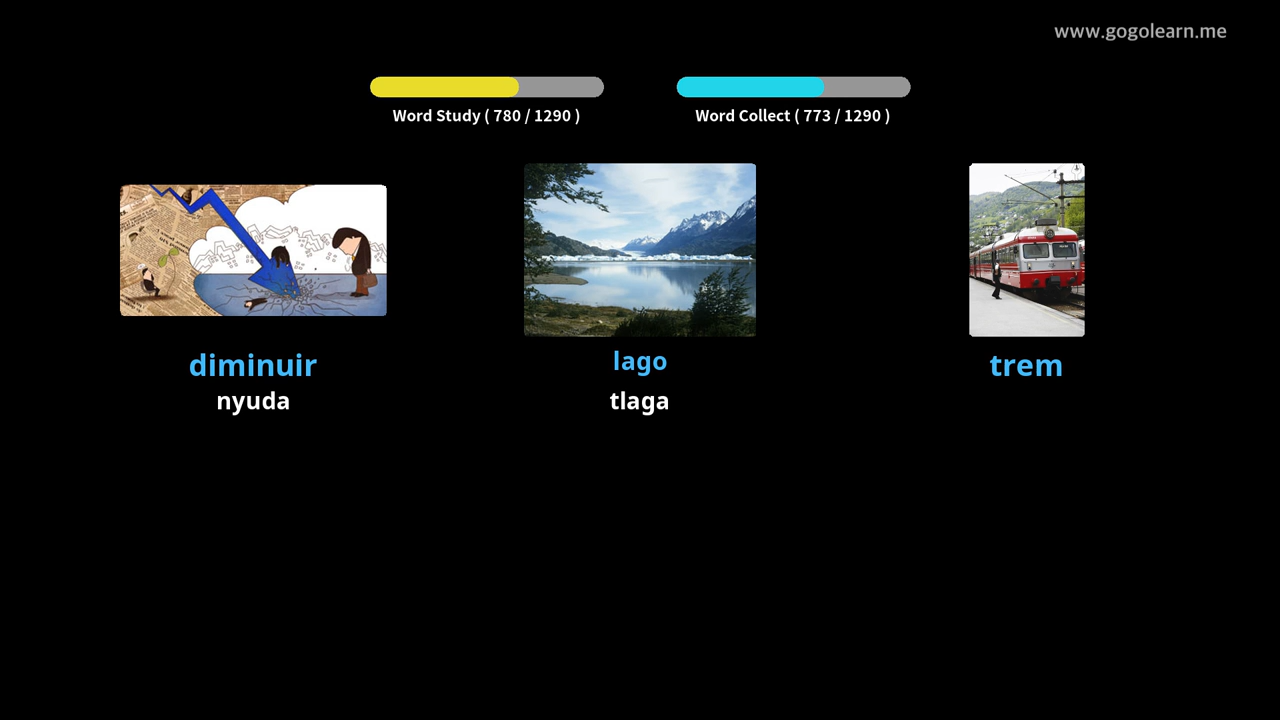 www.gogolearn.me
Word Study ( 780 / 1290 )
Word Collect ( 773 / 1290 )
diminuir
nyuda
lago
tlaga
trem